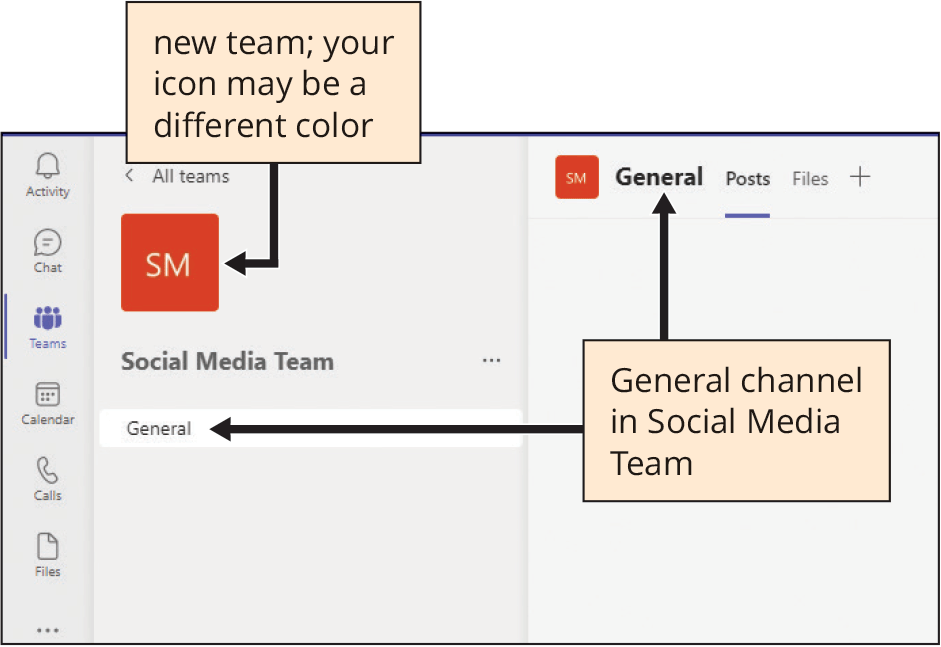 new team; your
icon may be a
different color
Activity
Chat
Teams
Calendar
Calls
Files
All teams
SM
Social Media Team
General
SM General Posts Files
General channel
in Social Media
Team